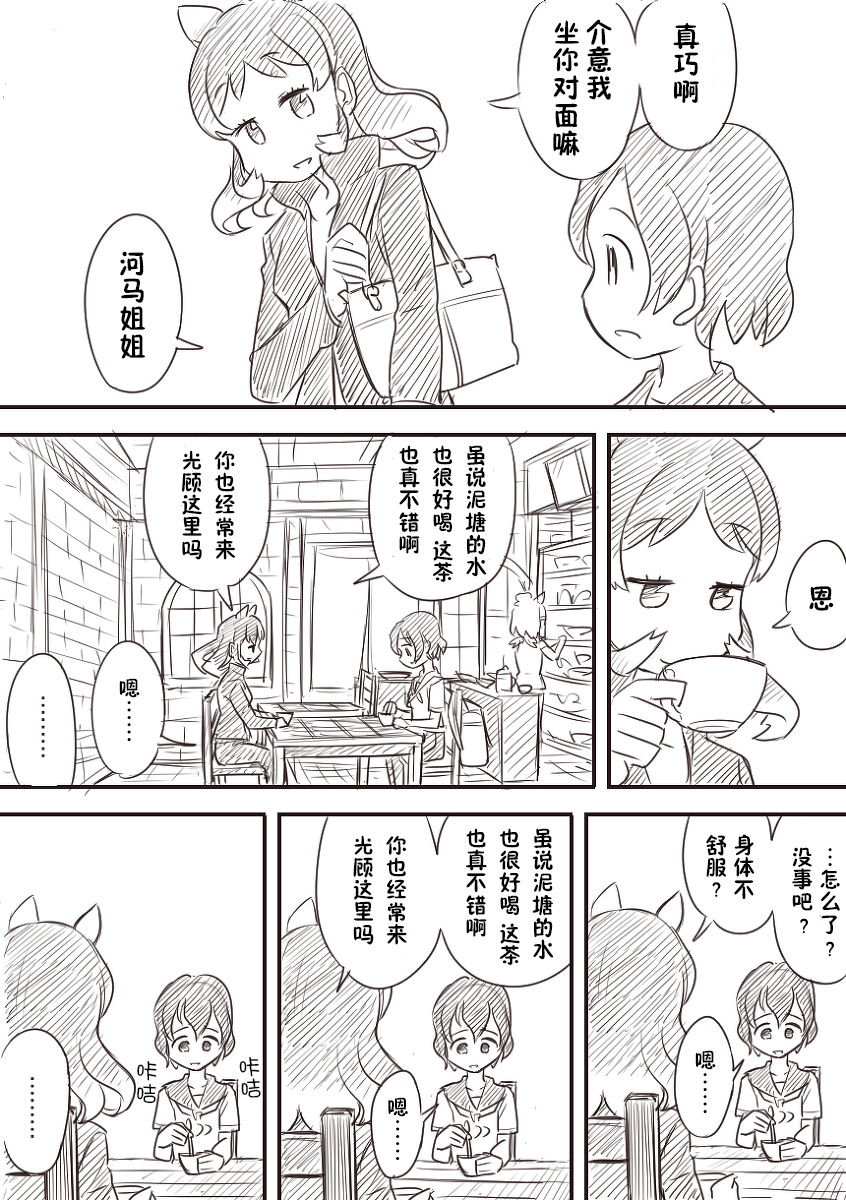 真巧啊
介意我
坐你对面嘛
河马姐姐
恩
虽说泥塘的水
也很好喝 这茶
也真不错啊
你也经常来
光顾这里吗
嗯……
………
…怎么了？
没事吧？
身体不
舒服？
嗯……
虽说泥塘的水
也很好喝 这茶
也真不错啊
你也经常来
光顾这里吗
嗯……
咔
咭
咔
咭
………